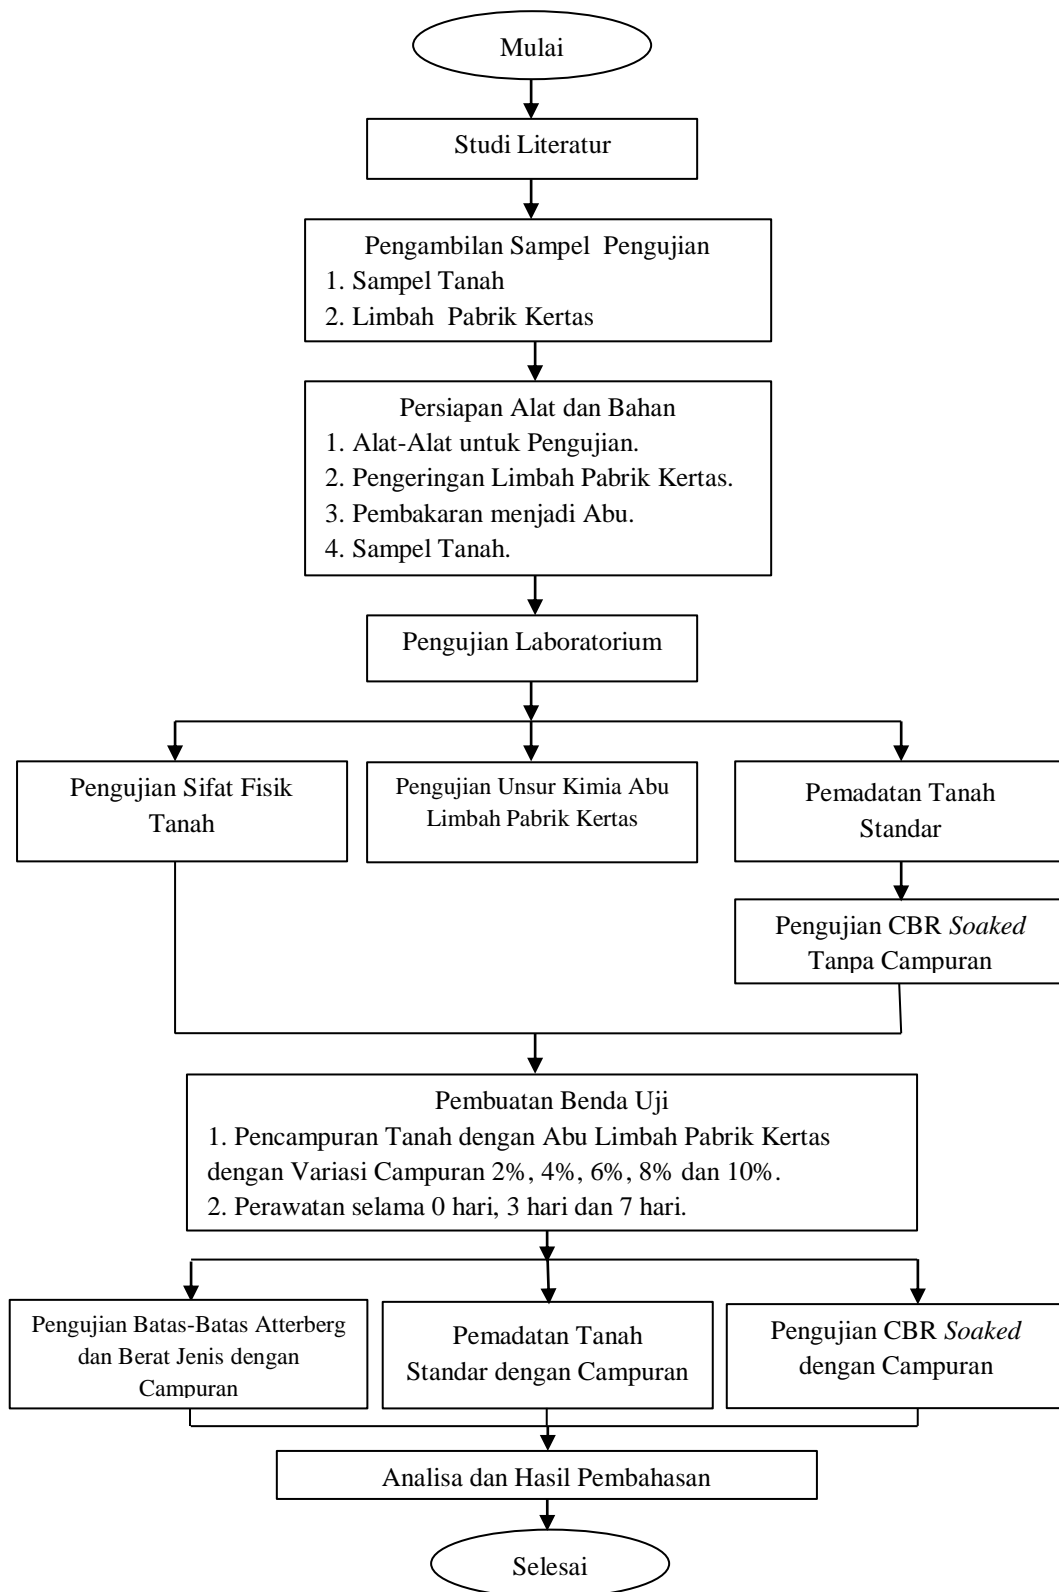 Mulai
Studi Literatur
Pengambilan Sampel Pengujian
1. Sampel Tanah
2. Limbah Pabrik Kertas
Persiapan Alat dan Bahan
1. Alat-Alat untuk Pengujian.
2. Pengeringan Limbah Pabrik Kertas.
3. Pembakaran menjadi Abu.
4. Sampel Tanah.
Pengujian Laboratorium
Pengujian Sifat Fisik
Tanah
Pengujian Unsur Kimia Abu
Limbah Pabrik Kertas
Pemadatan Tanah
Standar
Pengujian CBR Soaked
Tanpa Campuran
Pembuatan Benda Uji
1. Pencampuran Tanah dengan Abu Limbah Pabrik Kertas
dengan Variasi Campuran 2%, 4%, 6%, 8% dan 10%.
2. Perawatan selama 0 hari, 3 hari dan 7 hari.
Pengujian Batas-Batas Atterberg
dan Berat Jenis dengan
Campuran
Pemadatan Tanah
Standar dengan Campuran
Pengujian CBR Soaked
dengan Campuran
Analisa dan Hasil Pembahasan
Selesai